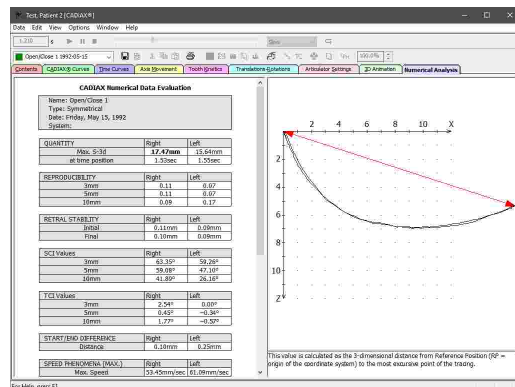 Test, Patient 2 [CADIAX®]
Data Edit View Options Window Help
1.210 s
Slow
Open/Close 1 1992-05-15
100.0%
Contents CADIAX® Curves Time Curves Axis Movement Tooth Kinetics Translations-Rotations Articulator Settings 3D Animation Numerical Analysis
CADIAX Numerical Data Evaluation
Name: Open/Close 1
Type: Symmetrical
Date: Friday, May 15, 1992
System:
QUANTITY Right Left
Max. S-3d 17.47mm 15.64mm
at time position 1.53sec 1.55sec
REPRODUCIBILITY Right Left
3mm 0.11 0.07
5mm 0.11 0.07
10mm 0.09 0.17
RETRAL STABILITY Right Left
Initial 0.11mm 0.09mm
Final 0.10mm 0.09mm
SCI Values Right Left
3mm 63.35° 59.26°
5mm 59.08° 47.10°
10mm 41.89° 26.16°
TCI Values Right Left
3mm 2.54° 0.00°
5mm 0.45° -0.34°
10mm 1.77° -0.57°
START/END DIFFERENCE Right Left
Distance 0.10mm 0.25mm
SPEED PHENOMENA (MAX.) Right Left
Max. Speed 53.45mm/sec 61.09mm/sec
2 4 6 8 10 X
2
4
6
8
10
Z
This value is calculated as the 3-dimensional distance from Reference Position (RP =
origin of the coordinate system) to the most excursive point of the tracing.
For Help, press F1